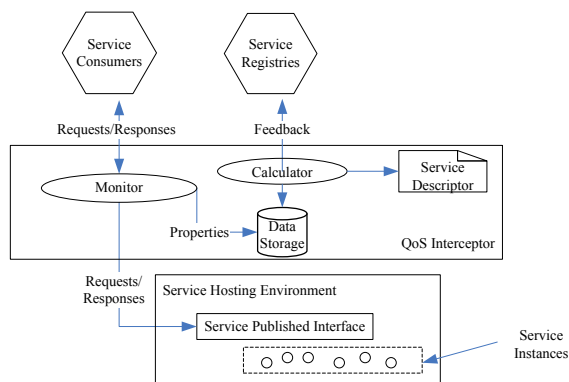 Service
Consumers
Service
Registries
Requests/Responses
Feedback
Monitor
Calculator
Service
Descriptor
Properties
Data
Storage
QoS Interceptor
Requests/
Responses
Service Hosting Environment
Service Published Interface
Service
Instances